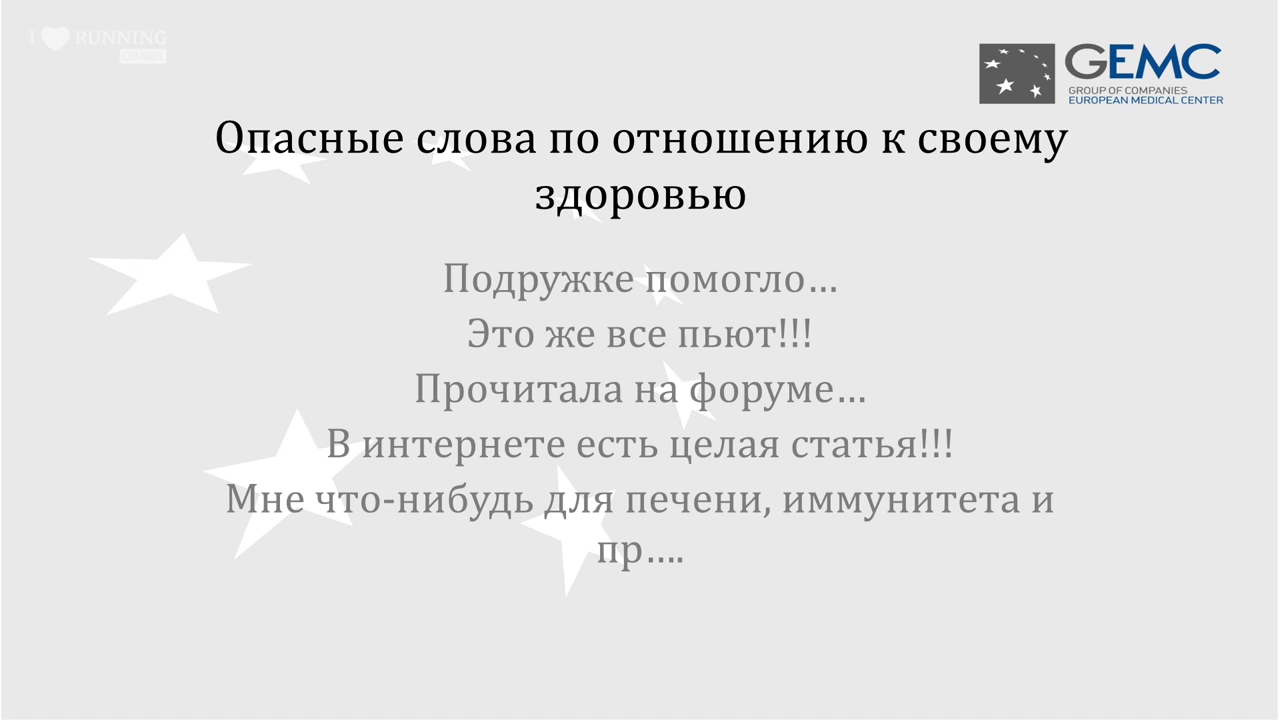 I ❤ RUNNING
CHANNEL
GEMC
GROUP OF COMPANIES
EUROPEAN MEDICAL CENTER
Опасные слова по отношению к своему
здоровью
Подружке помогло…
Это же все пьют!!!
Прочитала на форуме…
В интернете есть целая статья!!!
Мне что-нибудь для печени, иммунитета и
пр….